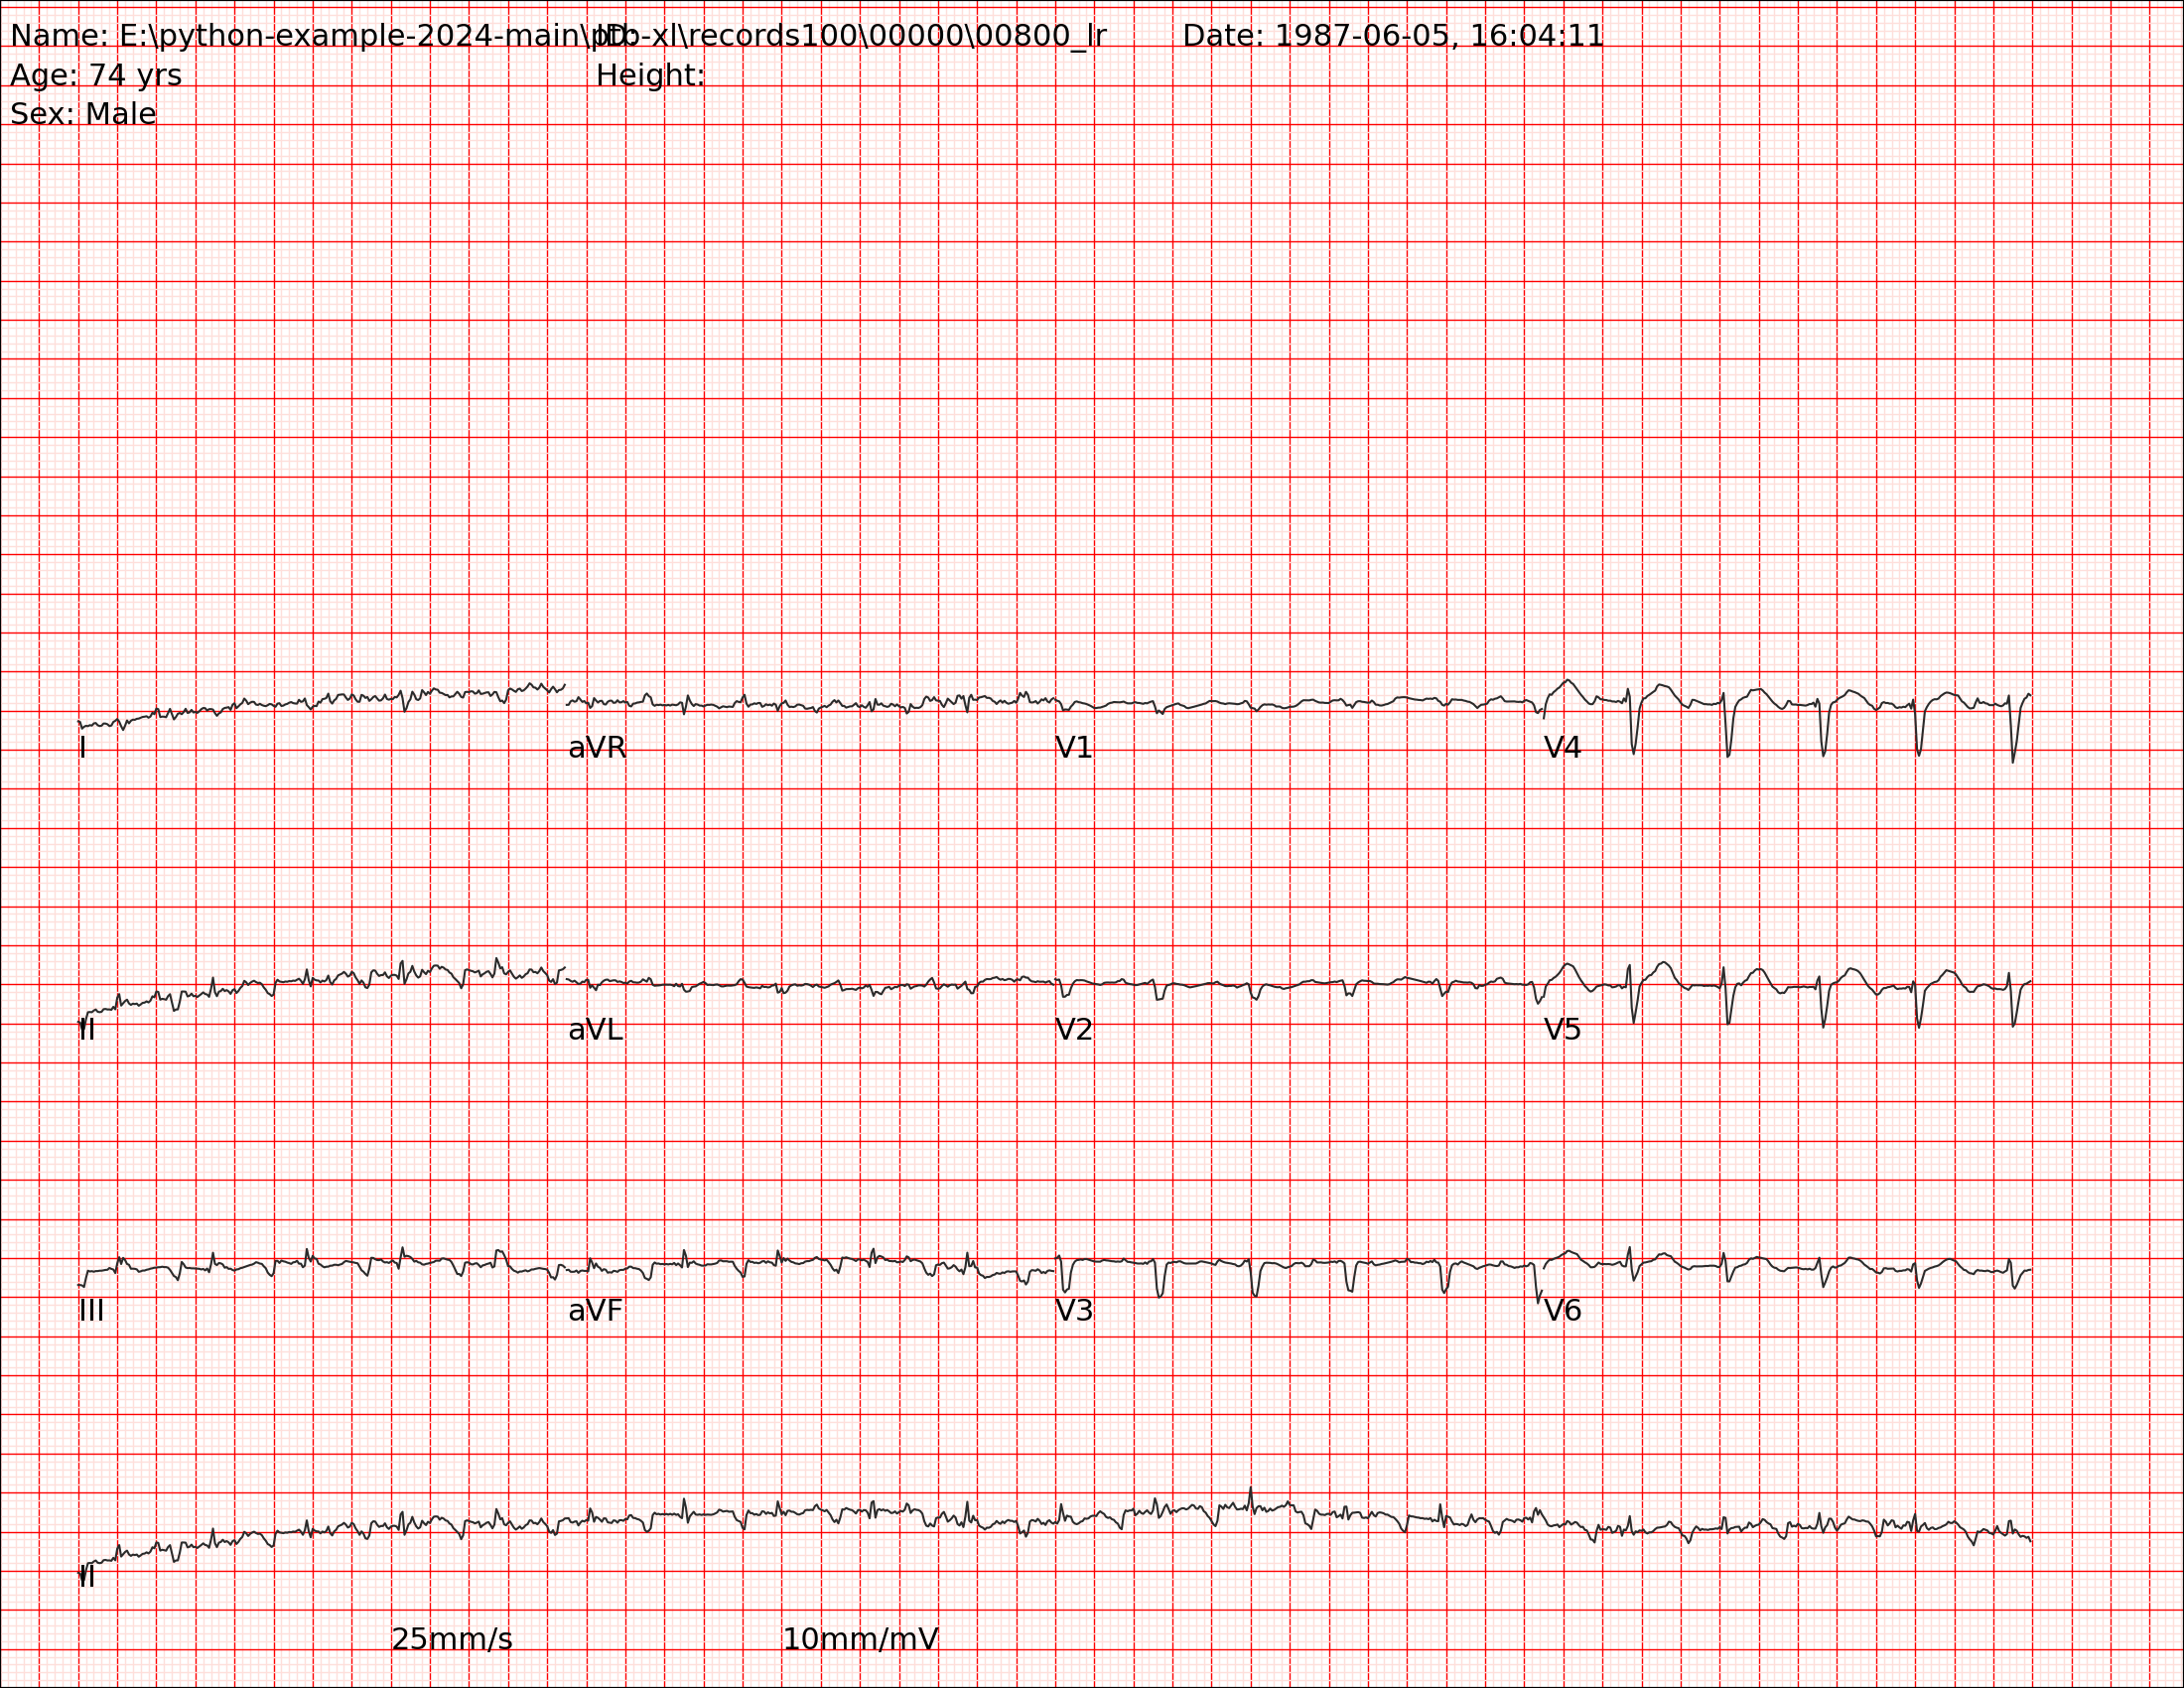 Name: E:\python-example-2024-main\ptb-xl\records100\00000\00800_lr ID: Date: 1987-06-05, 16:04:11
Age: 74 yrs Height:
Sex: Male
I aVR V1 V4
II aVL V2 V5
III aVF V3 V6
II
25mm/s 10mm/mV